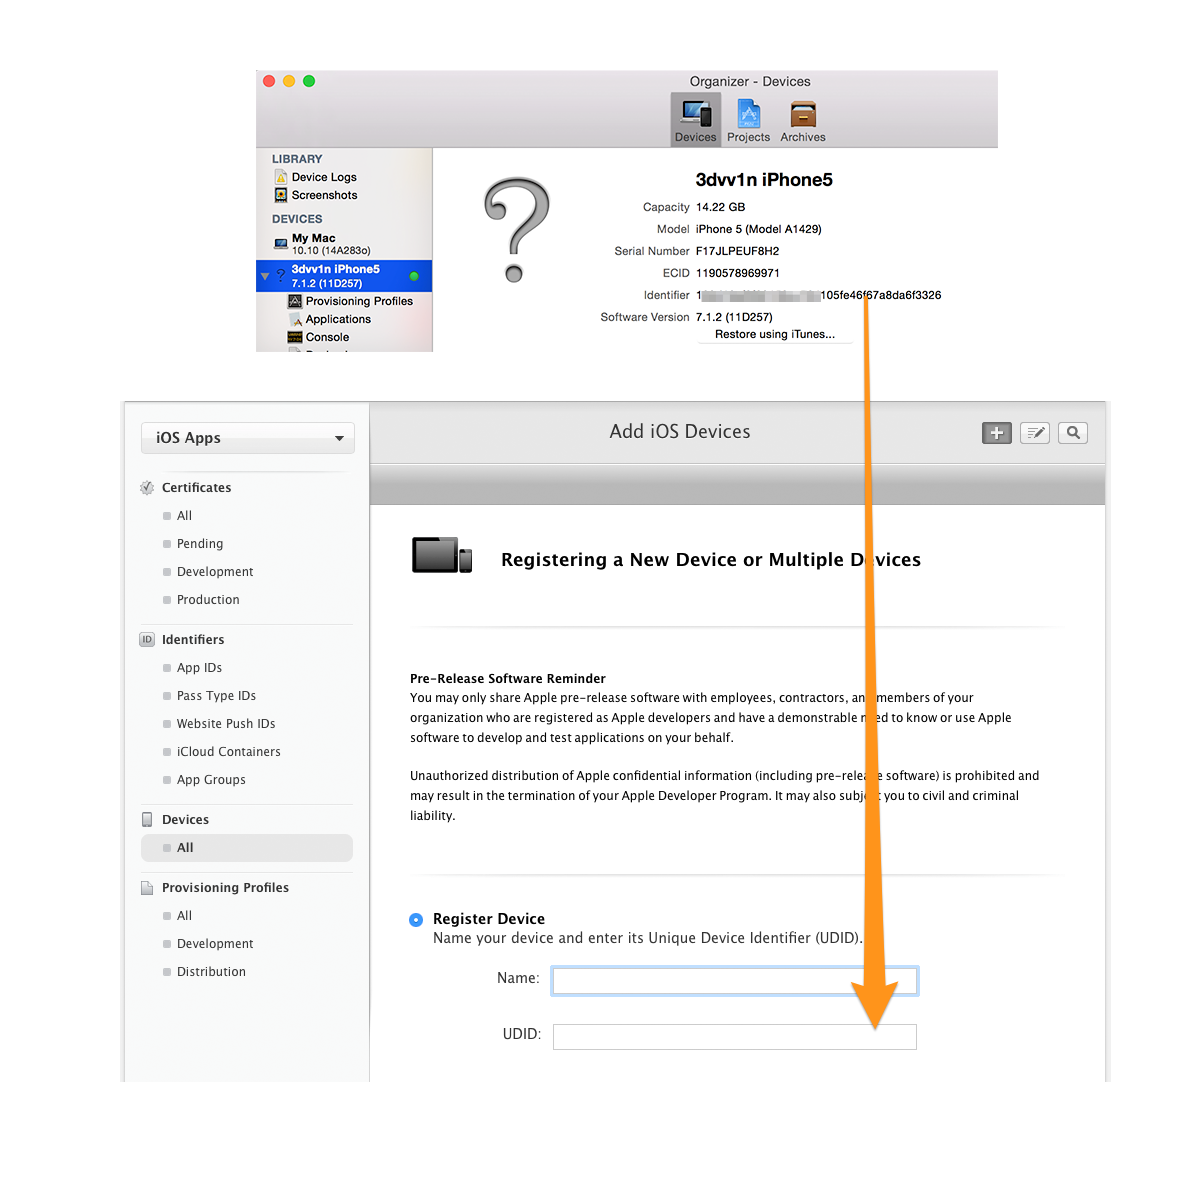 Organizer - Devices
Devices
Projects
Archives
LIBRARY
Device Logs
Screenshots
DEVICES
My Mac
10.10 (14A283o)
3dvv1n iPhone5
7.1.2 (11D257)
Provisioning Profiles
Applications
Console
3dvv1n iPhone5
Capacity 14.22 GB
Model iPhone 5 (Model A1429)
Serial Number F17JLPEUF8H2
ECID 1190578969971
Identifier 105fe46f67a8da6f3326
Software Version 7.1.2 (11D257)
Restore using iTunes...
iOS Apps
Certificates
All
Pending
Development
Production
ID Identifiers
App IDs
Pass Type IDs
Website Push IDs
iCloud Containers
App Groups
Devices
All
Provisioning Profiles
All
Development
Distribution
Add iOS Devices
Registering a New Device or Multiple Devices
Pre-Release Software Reminder
You may only share Apple pre-release software with employees, contractors, and members of your
organization who are registered as Apple developers and have a demonstrable need to know or use Apple
software to develop and test applications on your behalf.
Unauthorized distribution of Apple confidential information (including pre-release software) is prohibited and
may result in the termination of your Apple Developer Program. It may also subject you to civil and criminal
liability.
Register Device
Name your device and enter its Unique Device Identifier (UDID).
Name:
UDID: